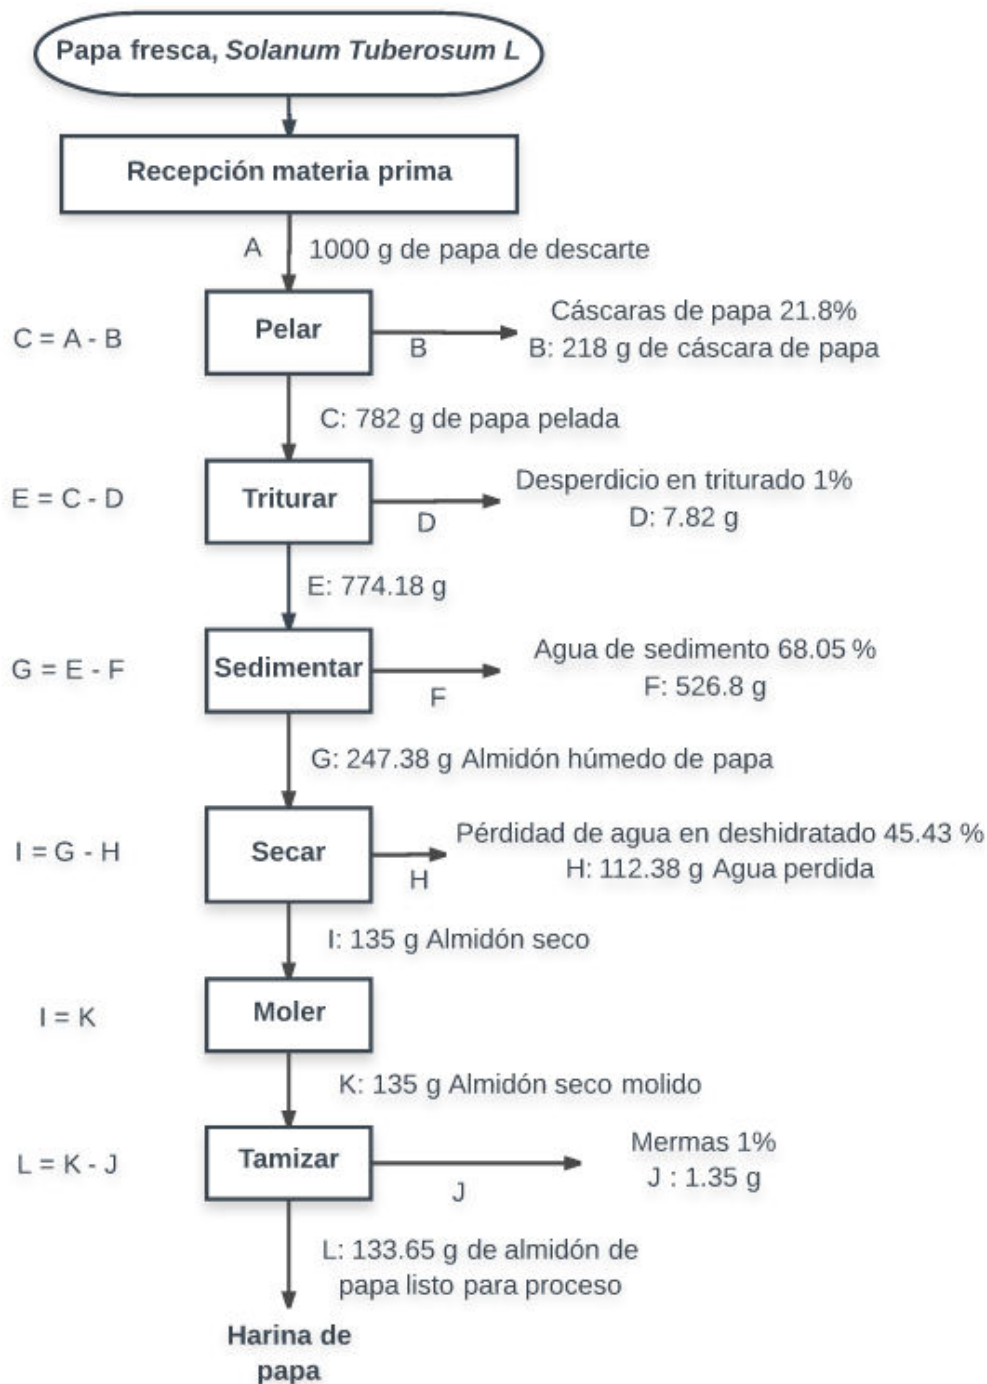 Papa fresca, Solanum Tuberosum L
Recepción materia prima
A
1000 g de papa de descarte
C = A - B
Pelar
B
Cáscaras de papa 21.8%
B: 218 g de cáscara de papa
C: 782 g de papa pelada
E = C - D
Triturar
D
Desperdicio en triturado 1%
D: 7.82 g
E: 774.18 g
G = E - F
Sedimentar
F
Agua de sedimento 68.05 %
F: 526.8 g
G: 247.38 g Almidón húmedo de papa
I = G - H
Secar
H
Pérdidad de agua en deshidratado 45.43 %
H: 112.38 g Agua perdida
I: 135 g Almidón seco
I = K
Moler
K: 135 g Almidón seco molido
L = K - J
Tamizar
J
Mermas 1%
J : 1.35 g
L: 133.65 g de almidón de
papa listo para proceso
Harina de
papa